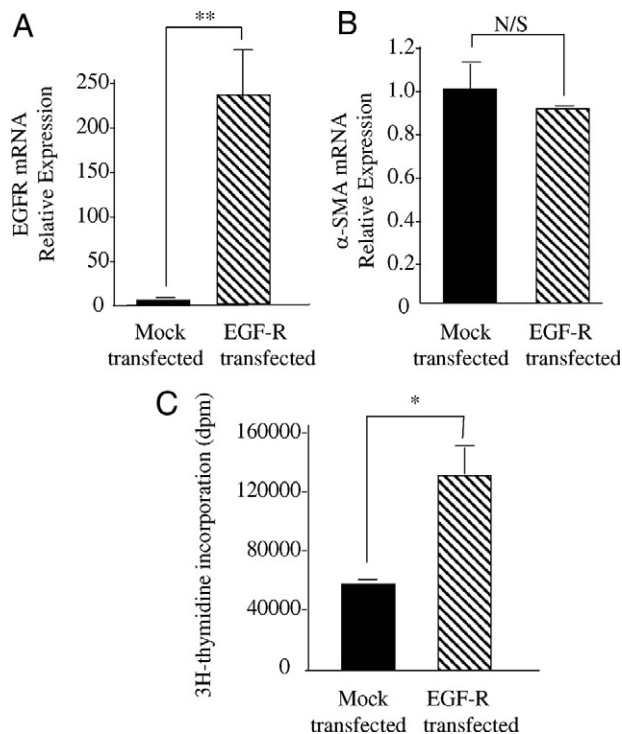 A
**
EGFR mRNA
Relative Expression
250
200
150
100
50
0
Mock
transfected
EGF-R
transfected
B
N/S
α-SMA mRNA
Relative Expression
1.2
1.0
0.8
0.6
0.4
0.2
0
Mock
transfected
EGF-R
transfected
C
*
3H-thymidine incorporation (dpm)
160000
120000
80000
40000
0
Mock
transfected
EGF-R
transfected